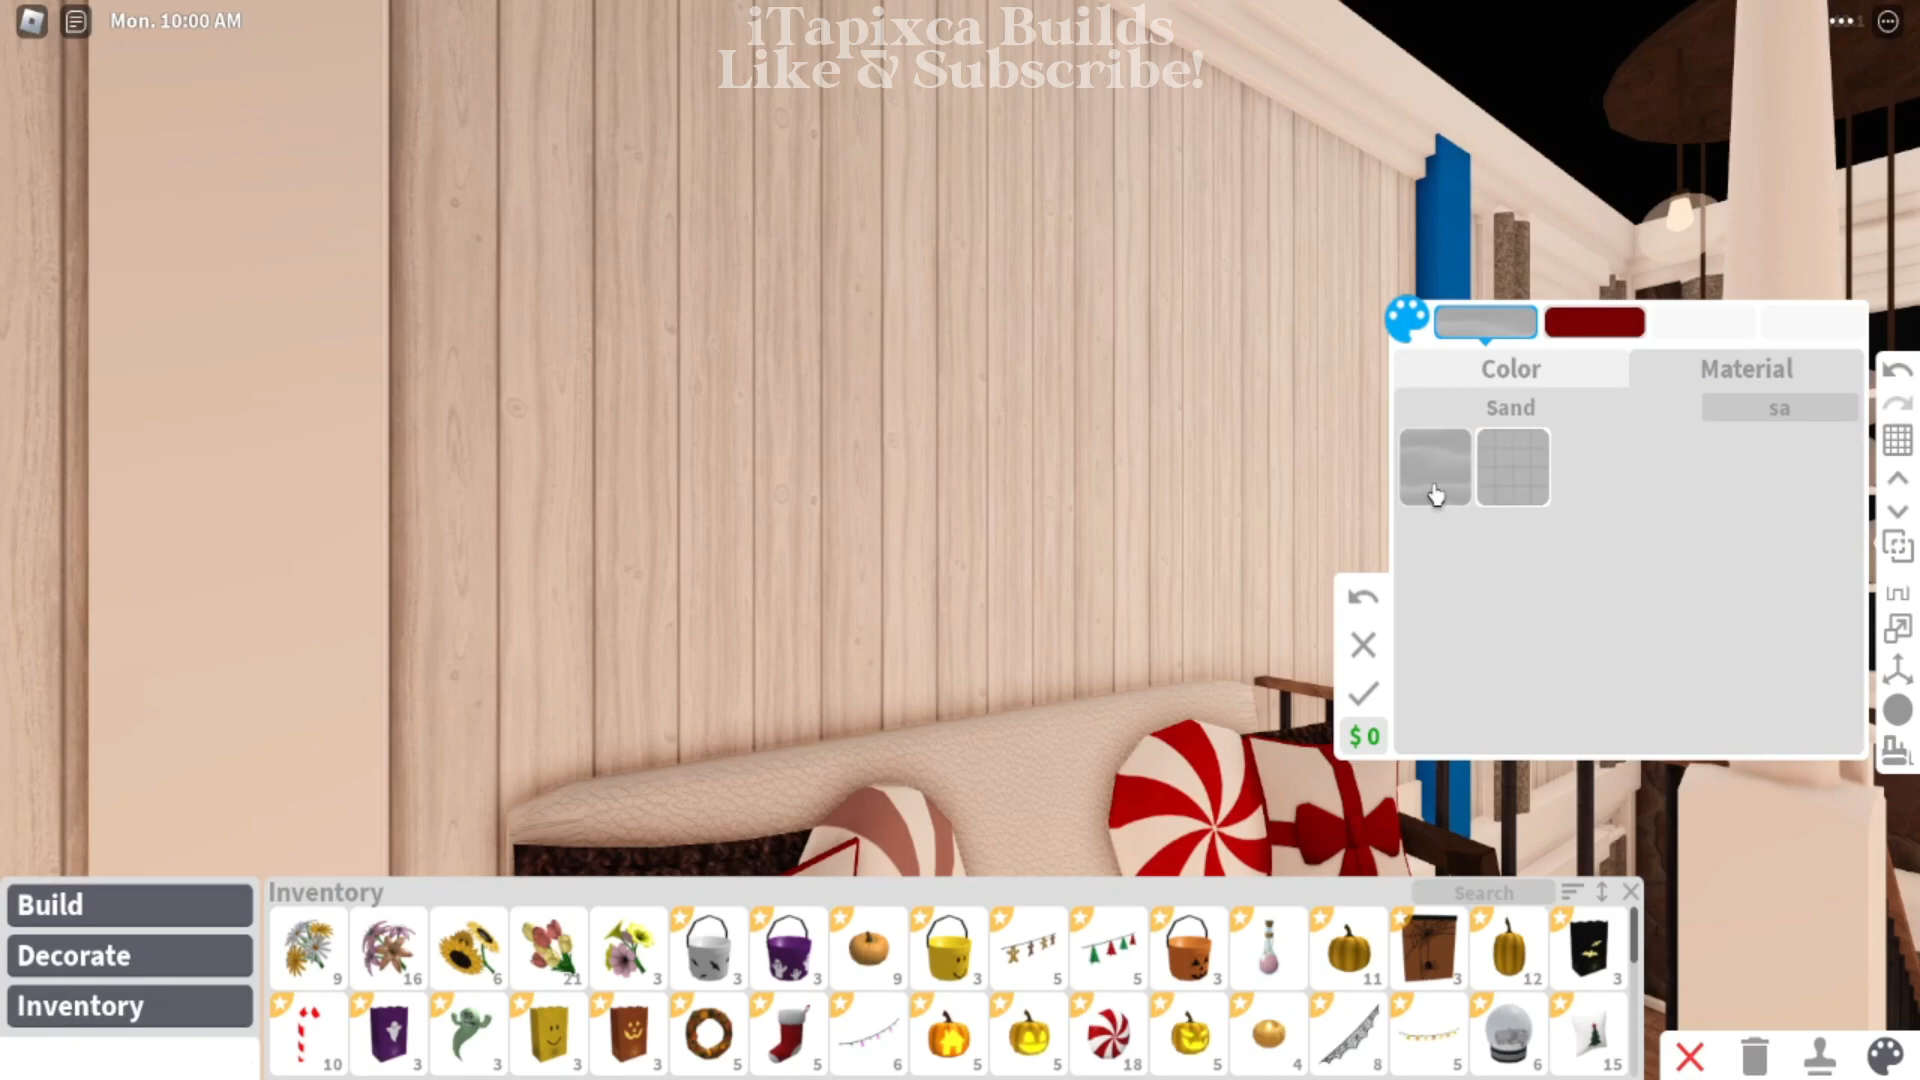 Mon. 10:00 AM
iTapixca Builds
Like & Subscribe!
Color
Material
Sand
sa
$ 0
Build
Decorate
Inventory
Inventory
Search
9
16
6
21
3
3
3
9
3
5
5
3
11
3
12
3
10
3
3
3
3
5
5
6
5
5
18
5
4
8
5
6
15